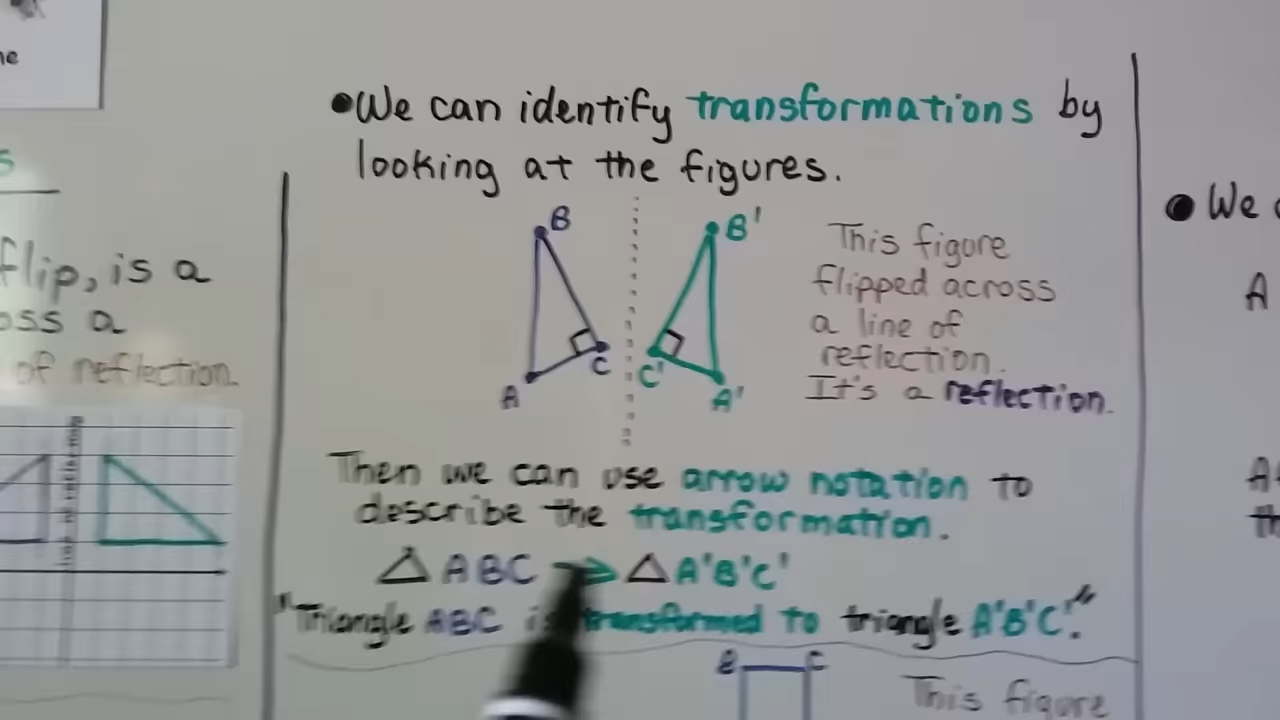 s
flip, is a
oss a
of reflection.
• We can identify transformations by
looking at the figures.
B
B'
C
C'
A
A'
This figure
flipped across
a line of
reflection.
It's a reflection.
Then we can use arrow notation to
describe the transformation.
△ ABC → △ A'B'C'
"Triangle ABC is transformed to triangle A'B'C'."
This figure
• We
A
th